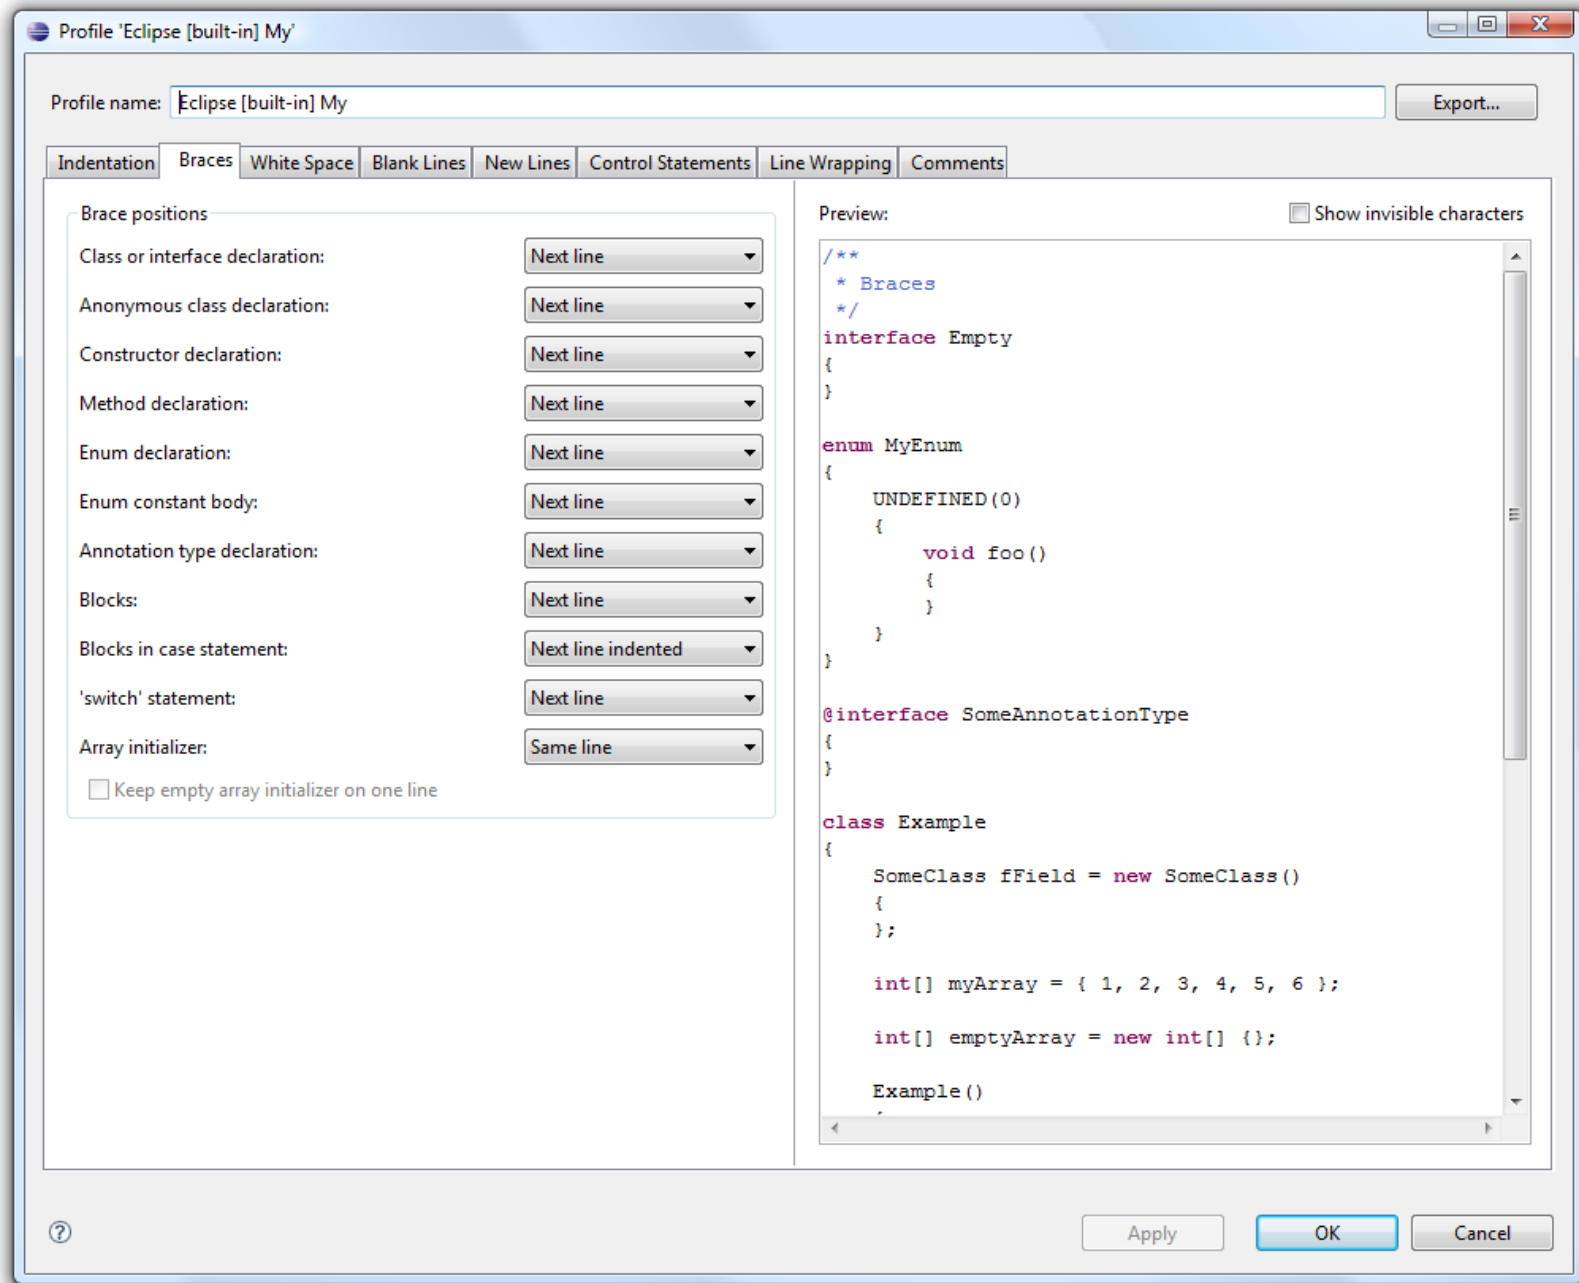 Profile 'Eclipse [built-in] My'
Profile name: Eclipse [built-in] My Export...
Indentation Braces White Space Blank Lines New Lines Control Statements Line Wrapping Comments
Brace positions
Class or interface declaration: Next line
Anonymous class declaration: Next line
Constructor declaration: Next line
Method declaration: Next line
Enum declaration: Next line
Enum constant body: Next line
Annotation type declaration: Next line
Blocks: Next line
Blocks in case statement: Next line indented
'switch' statement: Next line
Array initializer: Same line
Keep empty array initializer on one line
Preview: Show invisible characters
/**
 * Braces
 */
interface Empty
{
}

enum MyEnum
{
    UNDEFINED(0)
    {
        void foo()
        {
        }
    }
}

@interface SomeAnnotationType
{
}

class Example
{
    SomeClass fField = new SomeClass()
    {
    };

    int[] myArray = { 1, 2, 3, 4, 5, 6 };

    int[] emptyArray = new int[] {};

    Example()
Apply OK Cancel